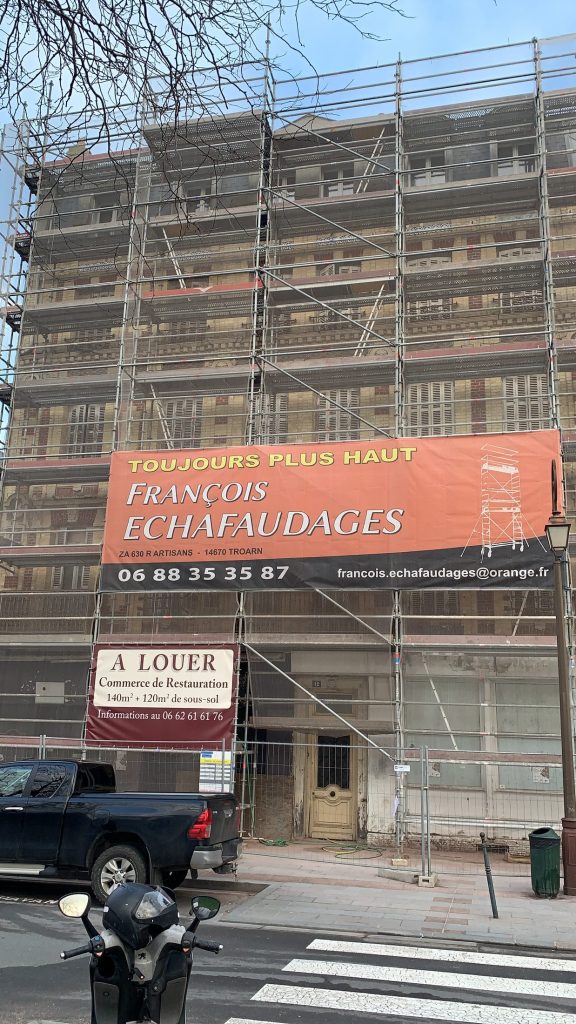 TOUJOURS PLUS HAUT
FRANÇOIS
ECHAFAUDAGES
ZA 630 R ARTISANS - 14670 TROARN
06 88 35 35 87
francois.echafaudages@orange.fr
A LOUER
Commerce de Restauration
140m² + 120m² de sous-sol
Informations au 06 62 61 61 76
12